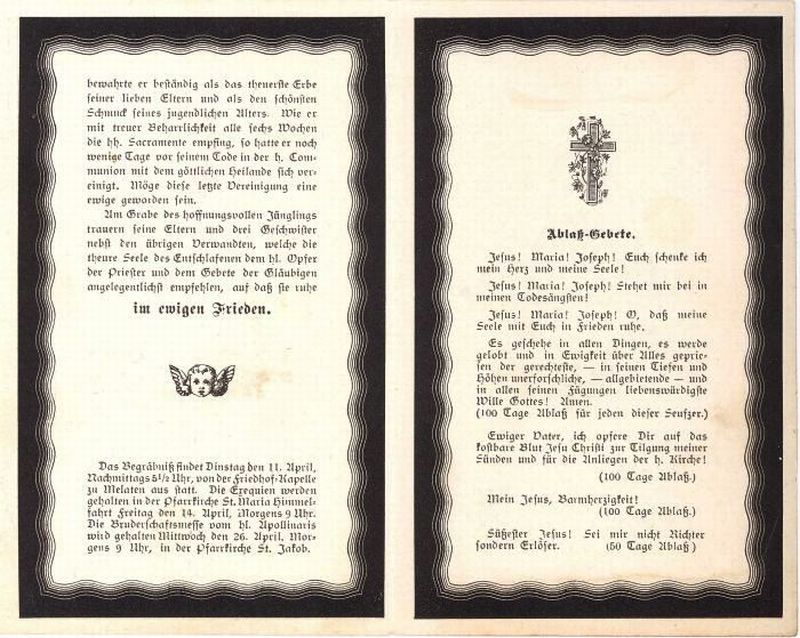 bewahrte er beständig als das theuerste Erbe
seiner lieben Eltern und als den schönsten
Schmuck seines jugendlichen Alters. Wie er
mit treuer Beharrlichkeit alle sechs Wochen
die hh. Sacramente empfing, so hatte er noch
wenige Tage vor seinem Tode in der h. Com-
munion mit dem göttlichen Heilande sich ver-
einigt. Möge diese letzte Vereinigung eine
ewige geworden sein.
Am Grabe des hoffnungsvollen Jünglings
trauern seine Eltern und drei Geschwister
nebst den übrigen Verwandten, welche die
theure Seele des Entschlafenen dem hl. Opfer
der Priester und dem Gebete der Gläubigen
angelegentlichst empfehlen, auf daß sie ruhe
im ewigen Frieden.
Das Begräbniß findet Dinstag den 11. April,
Nachmittags 5½ Uhr, von der Friedhof-Kapelle
zu Melaten aus statt. Die Exequien werden
gehalten in der Pfarrkirche St. Maria Himmel-
fahrt Freitag den 14. April, Morgens 9 Uhr.
Die Bruderschaftsmesse vom hl. Apollinaris
wird gehalten Mittwoch den 26. April, Mor-
gens 9 Uhr, in der Pfarrkirche St. Jakob.
Ablaß-Gebete.
Jesus! Maria! Joseph! Euch schenke ich
mein Herz und meine Seele!
Jesus! Maria! Joseph! Stehet mir bei in
meinen Todesängsten!
Jesus! Maria! Joseph! O, daß meine
Seele mit Euch in Frieden ruhe.
Es geschehe in allen Dingen, es werde
gelobt und in Ewigkeit über Alles geprie-
sen der gerechteste, — in seinen Tiefen und
Höhen unerforschliche, — allgebietende — und
in allen seinen Fügungen liebenswürdigste
Wille Gottes! Amen.
(100 Tage Ablaß für jeden dieser Seufzer.)
Ewiger Vater, ich opfere Dir auf das
kostbare Blut Jesu Christi zur Tilgung meiner
Sünden und für die Anliegen der h. Kirche!
(100 Tage Ablaß.)
Mein Jesus, Barmherzigkeit!
(100 Tage Ablaß.)
Süßester Jesus! Sei mir nicht Richter
sondern Erlöser. (50 Tage Ablaß)